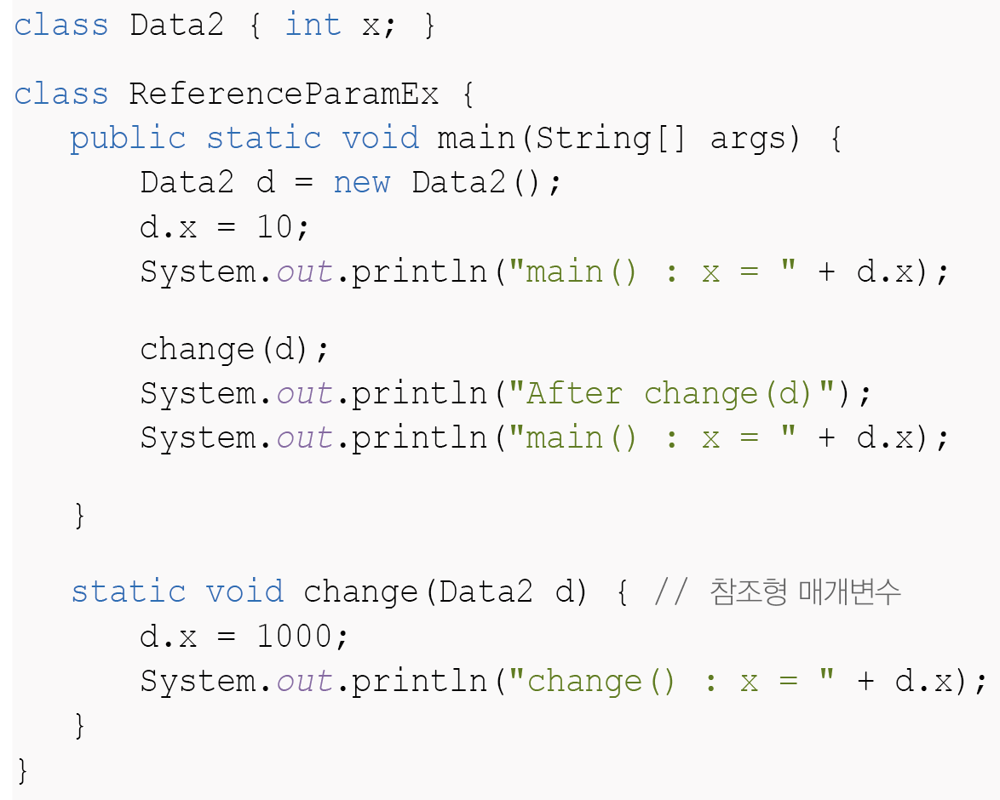 class Data2 { int x; }
class ReferenceParamEx {
public static void main(String[] args) {
Data2 d = new Data2();
d.x = 10;
System.out.println("main() : x = " + d.x);
change(d);
System.out.println("After change(d)");
System.out.println("main() : x = " + d.x);
}
static void change(Data2 d) { // 참조형 매개변수
d.x = 1000;
System.out.println("change() : x = " + d.x);
}
}